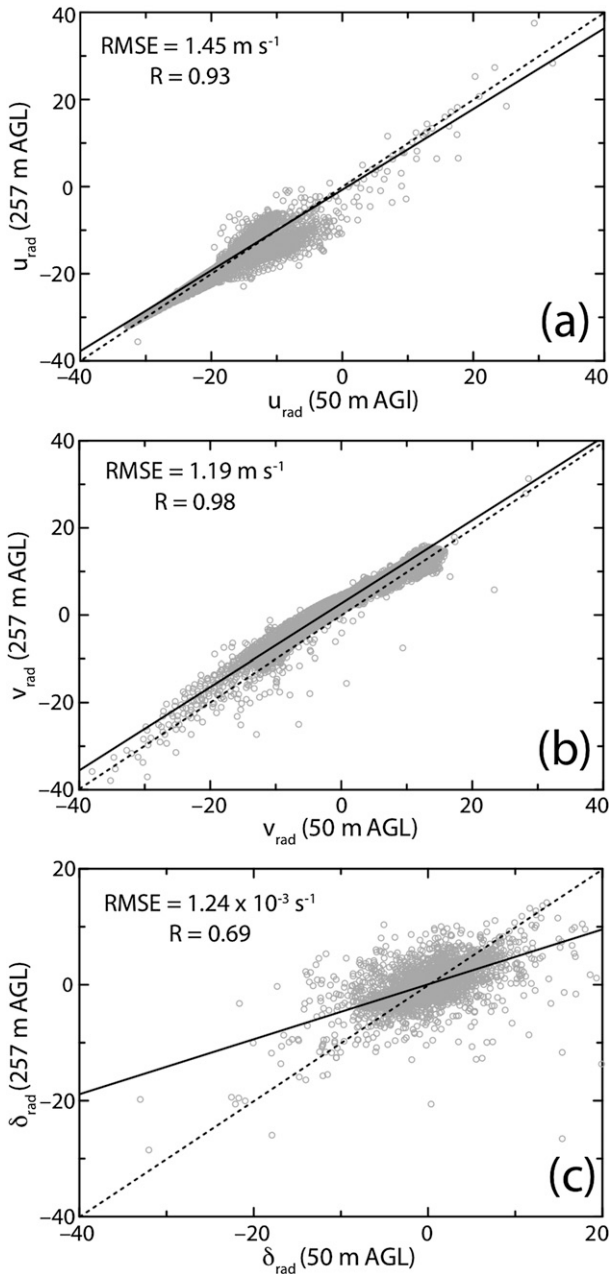 40
RMSE = 1.45 m s⁻¹
R = 0.93
20
0
−20
−40
u_rad (257 m AGL)
(a)
−40 −20 0 20 40
u_rad (50 m AGl)
40
RMSE = 1.19 m s⁻¹
R = 0.98
20
0
−20
−40
v_rad (257 m AGL)
(b)
−40 −20 0 20 40
v_rad (50 m AGL)
20
RMSE = 1.24 x 10⁻³ s⁻¹
R = 0.69
0
−20
−40
δ_rad (257 m AGL)
(c)
−40 −20 0 20
δ_rad (50 m AGL)